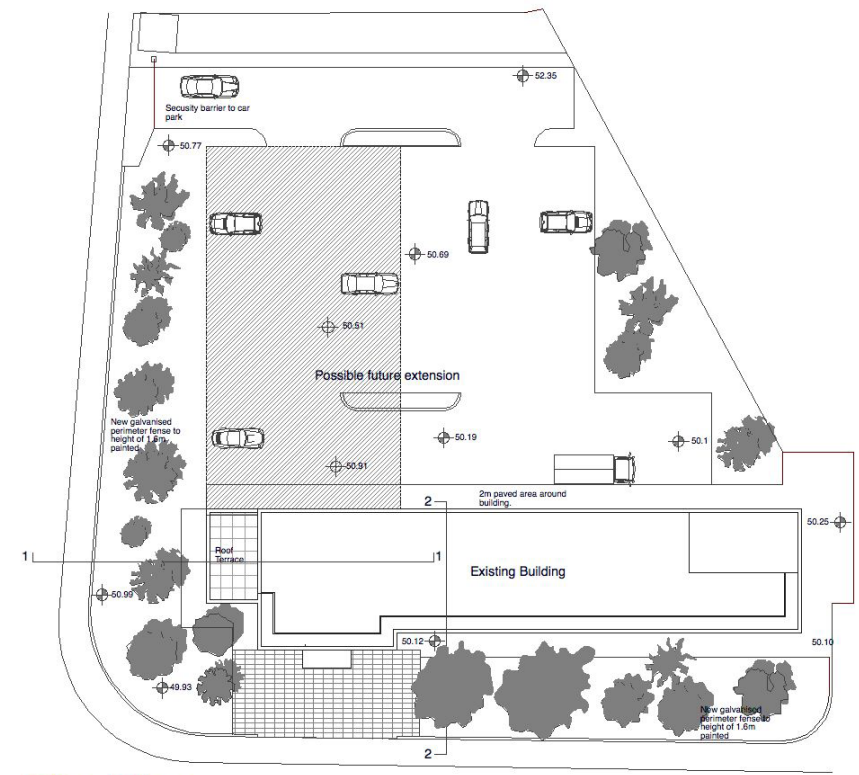 52.35
Secusity barrier to car
park
50.77
50.69
50.51
Possible future extension
New galvanised
perimeter fense to
height of 1.6m
painted
50.19
50.1
50.91
2m paved area around
building.
2
50.25
Roof
Terrace
1
1
Existing Building
50.99
50.12
50.10
49.93
New galvanised
perimeter fense to
height of 1.6m
painted
2